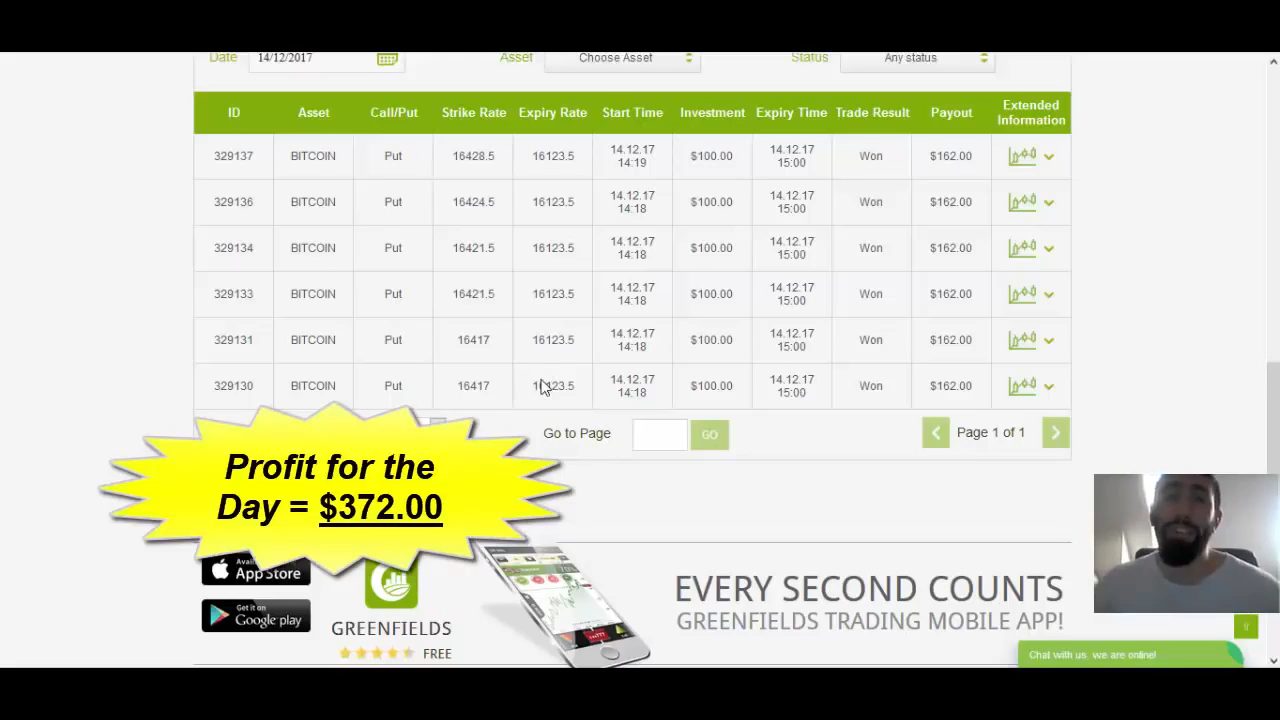 Date 14/12/2017 Asset Choose Asset Status Any status
ID Asset Call/Put Strike Rate Expiry Rate Start Time Investment Expiry Time Trade Result Payout Extended Information
329137 BITCOIN Put 16428.5 16123.5 14.12.17 14:19 $100.00 14.12.17 15:00 Won $162.00
329136 BITCOIN Put 16424.5 16123.5 14.12.17 14:18 $100.00 14.12.17 15:00 Won $162.00
329134 BITCOIN Put 16421.5 16123.5 14.12.17 14:18 $100.00 14.12.17 15:00 Won $162.00
329133 BITCOIN Put 16421.5 16123.5 14.12.17 14:18 $100.00 14.12.17 15:00 Won $162.00
329131 BITCOIN Put 16417 16123.5 14.12.17 14:18 $100.00 14.12.17 15:00 Won $162.00
329130 BITCOIN Put 16417 16123.5 14.12.17 14:18 $100.00 14.12.17 15:00 Won $162.00
Go to Page GO Page 1 of 1
Profit for the
Day = $372.00
App Store
Get it on
Google play
GREENFIELDS
FREE
EVERY SECOND COUNTS
GREENFIELDS TRADING MOBILE APP!
Chat with us, we are online!